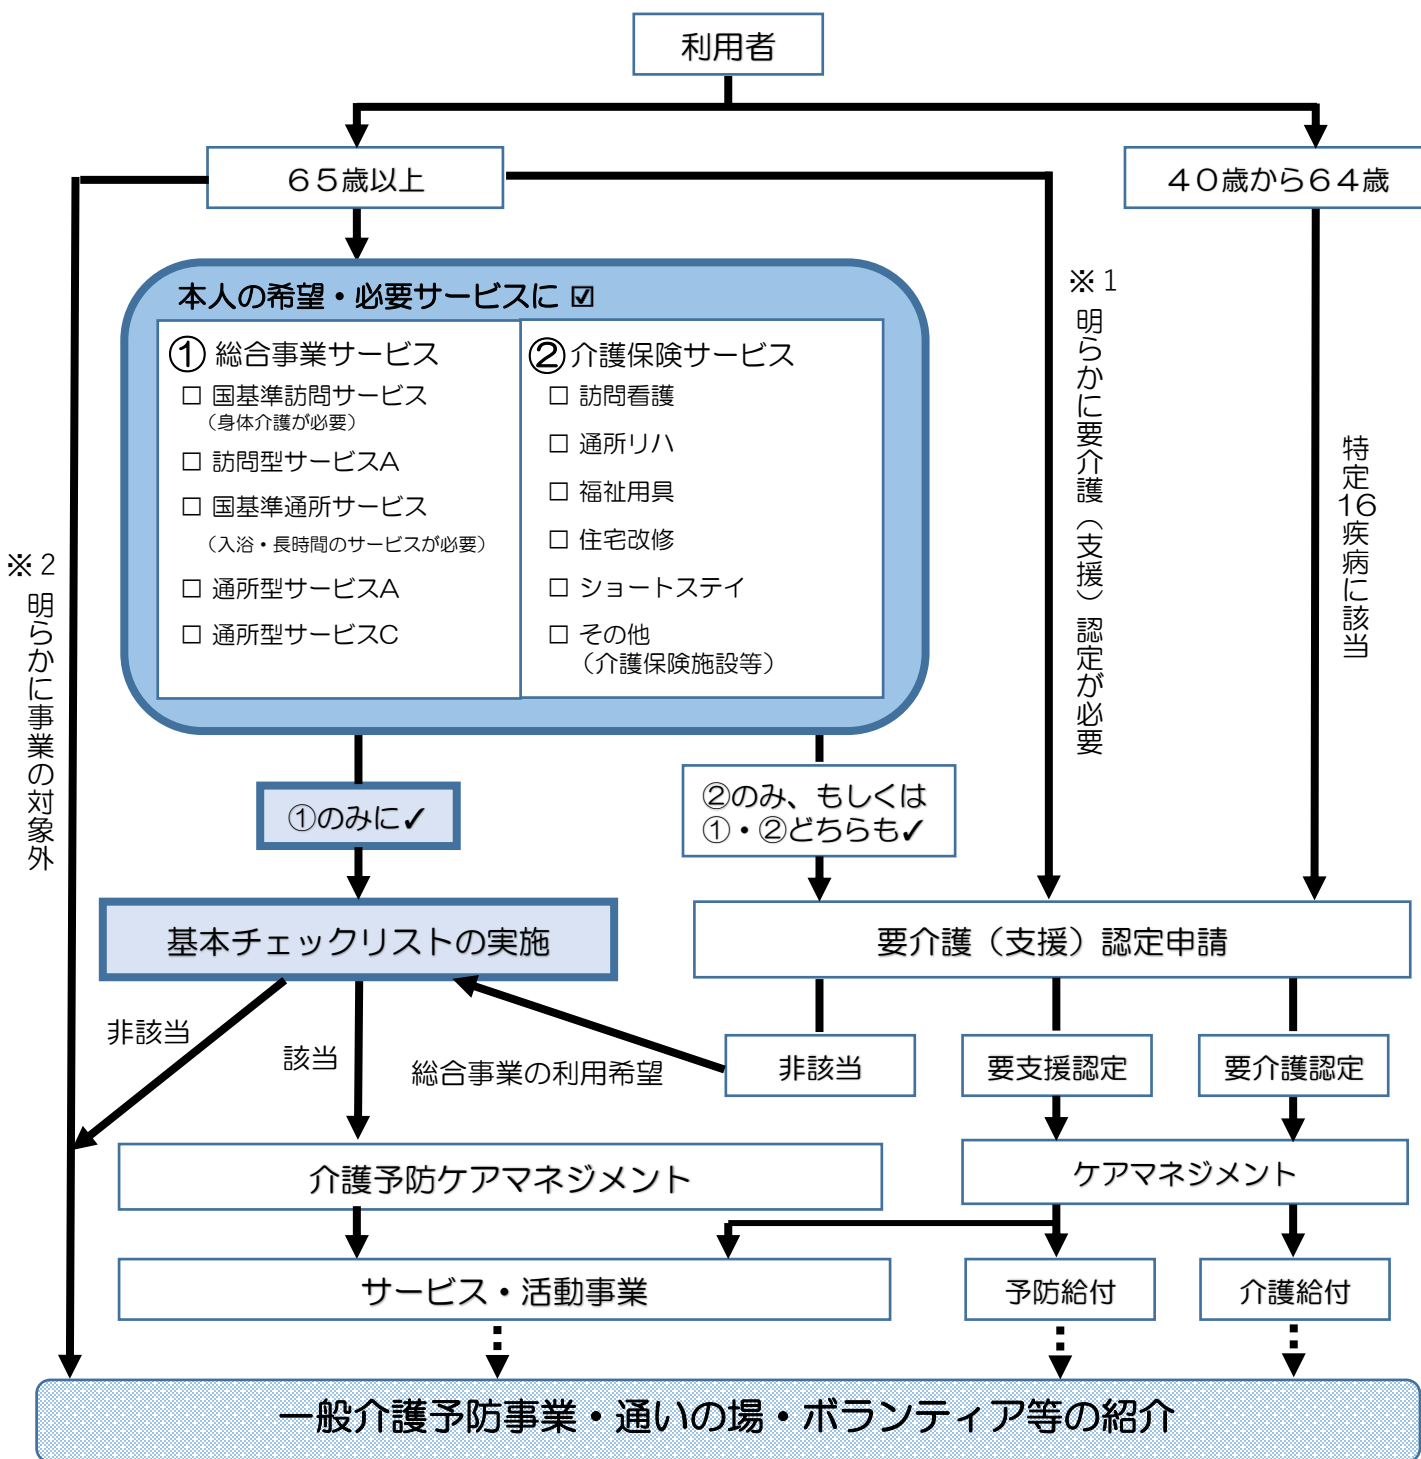 利用者
65歳以上
40歳から64歳
本人の希望・必要サービスに ☑
① 総合事業サービス
□ 国基準訪問サービス
（身体介護が必要）
□ 訪問型サービスA
□ 国基準通所サービス
（入浴・長時間のサービスが必要）
□ 通所型サービスA
□ 通所型サービスC
② 介護保険サービス
□ 訪問看護
□ 通所リハ
□ 福祉用具
□ 住宅改修
□ ショートステイ
□ その他
（介護保険施設等）
※1
明らかに要介護（支援）認定が必要
特定16疾病に該当
※2
明らかに事業の対象外
①のみに✓
②のみ、もしくは
①・②どちらも✓
基本チェックリストの実施
要介護（支援）認定申請
非該当
該当
総合事業の利用希望
非該当
要支援認定
要介護認定
介護予防ケアマネジメント
ケアマネジメント
サービス・活動事業
予防給付
介護給付
一般介護予防事業・通いの場・ボランティア等の紹介